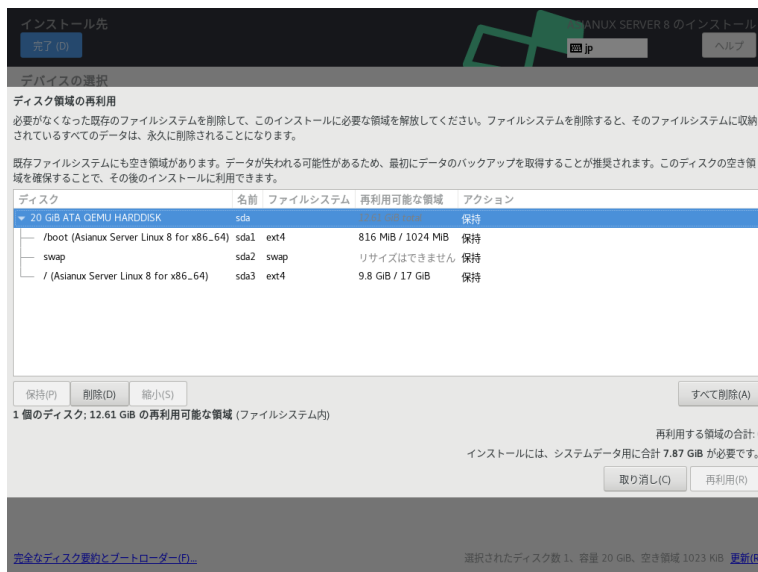 インストール先
ASIANUX SERVER 8 のインストール
完了 (D)
jp
ヘルプ
デバイスの選択
ディスク領域の再利用
必要がなくなった既存のファイルシステムを削除して、このインストールに必要な領域を解放してください。ファイルシステムを削除すると、そのファイルシステムに収納
されているすべてのデータは、永久に削除されることになります。
既存ファイルシステムにも空き領域があります。データが失われる可能性があるため、最初にデータのバックアップを取得することが推奨されます。このディスクの空き領
域を確保することで、その後のインストールに利用できます。
ディスク 名前 ファイルシステム 再利用可能な領域 アクション
20 GiB ATA QEMU HARDDISK sda 保持
/boot (Asianux Server Linux 8 for x86_64) sda1 ext4 816 MiB / 1024 MiB 保持
swap sda2 swap リサイズはできません 保持
/ (Asianux Server Linux 8 for x86_64) sda3 ext4 9.8 GiB / 17 GiB 保持
保持(P) 削除(D) 縮小(S) すべて削除(A)
1 個のディスク; 12.61 GiB の再利用可能な領域 (ファイルシステム内)
再利用する領域の合計:
インストールには、システムデータ用に合計 7.87 GiB が必要です。
取り消し(C) 再利用(R)
完全なディスク要約とブートローダー(F)... 選択されたディスク数 1、容量 20 GiB、空き領域 1023 KiB 更新(R